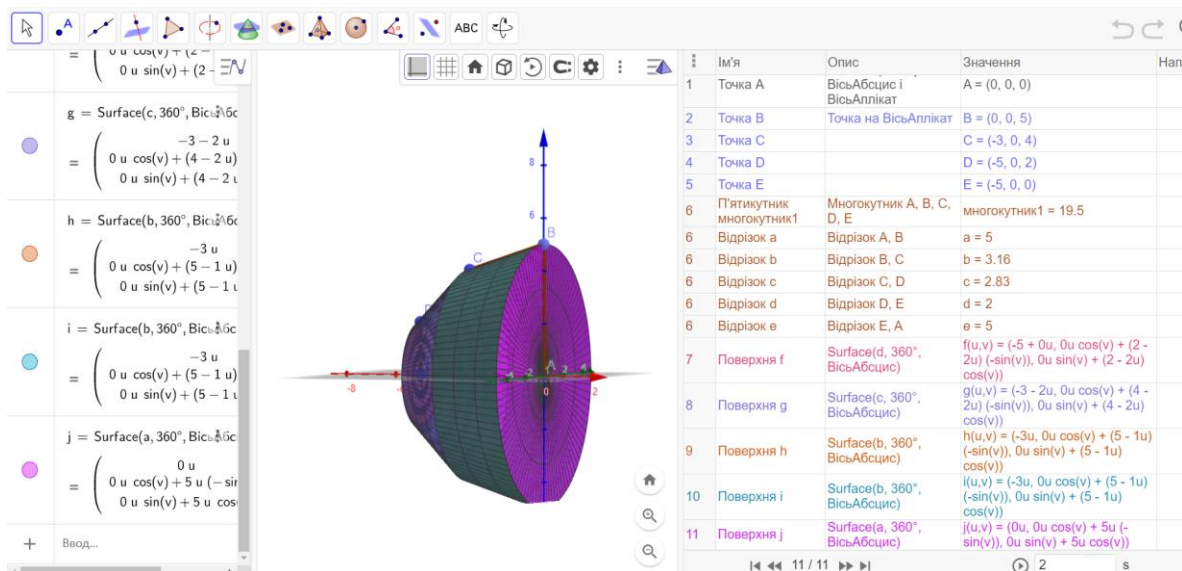 ABC
0 u sin(v) + (2 -
g = Surface(c, 360°,
= ( -3 - 2 u
0 u cos(v) + (4 - 2 u)
0 u sin(v) + (4 - 2 u
h = Surface(b, 360°,
= ( -3 u
0 u cos(v) + (5 - 1 u)
0 u sin(v) + (5 - 1 u
i = Surface(b, 360°,
= ( -3 u
0 u cos(v) + (5 - 1 u)
0 u sin(v) + (5 - 1 u
j = Surface(a, 360°,
= ( 0 u
0 u cos(v) + 5 u (- sin
0 u sin(v) + 5 u cos
+ Ввод...
8
6
B
C
A
-8
-6
0
2
Ім'я Опис Значення Нап
1 Точка A ВісьАбсцис і ВісьАплікат A = (0, 0, 0)
2 Точка B Точка на ВісьАплікат B = (0, 0, 5)
3 Точка C C = (-3, 0, 4)
4 Точка D D = (-5, 0, 2)
5 Точка E E = (-5, 0, 0)
6 П'ятикутник многокутник1 Многокутник A, B, C, D, E многокутник1 = 19.5
6 Відрізок a Відрізок A, B a = 5
6 Відрізок b Відрізок B, C b = 3.16
6 Відрізок c Відрізок C, D c = 2.83
6 Відрізок d Відрізок D, E d = 2
6 Відрізок e Відрізок E, A e = 5
7 Поверхня f Surface(d, 360°, ВісьАбсцис) f(u,v) = (-5 + 0u, 0u cos(v) + (2 - 2u) (-sin(v)), 0u sin(v) + (2 - 2u) cos(v))
8 Поверхня g Surface(c, 360°, ВісьАбсцис) g(u,v) = (-3 - 2u, 0u cos(v) + (4 - 2u) (-sin(v)), 0u sin(v) + (4 - 2u) cos(v))
9 Поверхня h Surface(b, 360°, ВісьАбсцис) h(u,v) = (-3u, 0u cos(v) + (5 - 1u) (-sin(v)), 0u sin(v) + (5 - 1u) cos(v))
10 Поверхня i Surface(b, 360°, ВісьАбсцис) i(u,v) = (-3u, 0u cos(v) + (5 - 1u) (-sin(v)), 0u sin(v) + (5 - 1u) cos(v))
11 Поверхня j Surface(a, 360°, ВісьАбсцис) j(u,v) = (0u, 0u cos(v) + 5u (-sin(v)), 0u sin(v) + 5u cos(v))
11 / 11 2 s